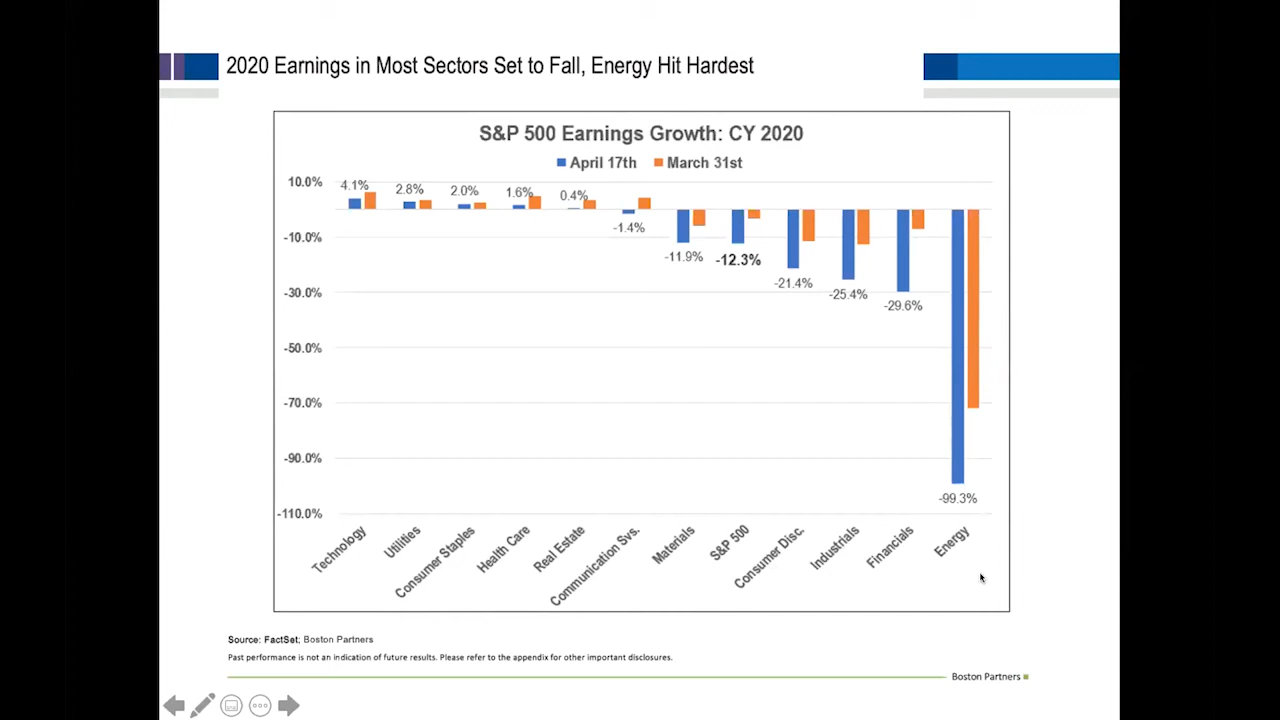 2020 Earnings in Most Sectors Set to Fall, Energy Hit Hardest
S&P 500 Earnings Growth: CY 2020
April 17th March 31st
10.0%
-10.0%
-30.0%
-50.0%
-70.0%
-90.0%
-110.0%
4.1%
2.8%
2.0%
1.6%
0.4%
-1.4%
-11.9%
-12.3%
-21.4%
-25.4%
-29.6%
-99.3%
Technology
Utilities
Consumer Staples
Health Care
Real Estate
Communication Svs.
Materials
S&P 500
Consumer Disc.
Industrials
Financials
Energy
Source: FactSet; Boston Partners
Past performance is not an indication of future results. Please refer to the appendix for other important disclosures.
Boston Partners